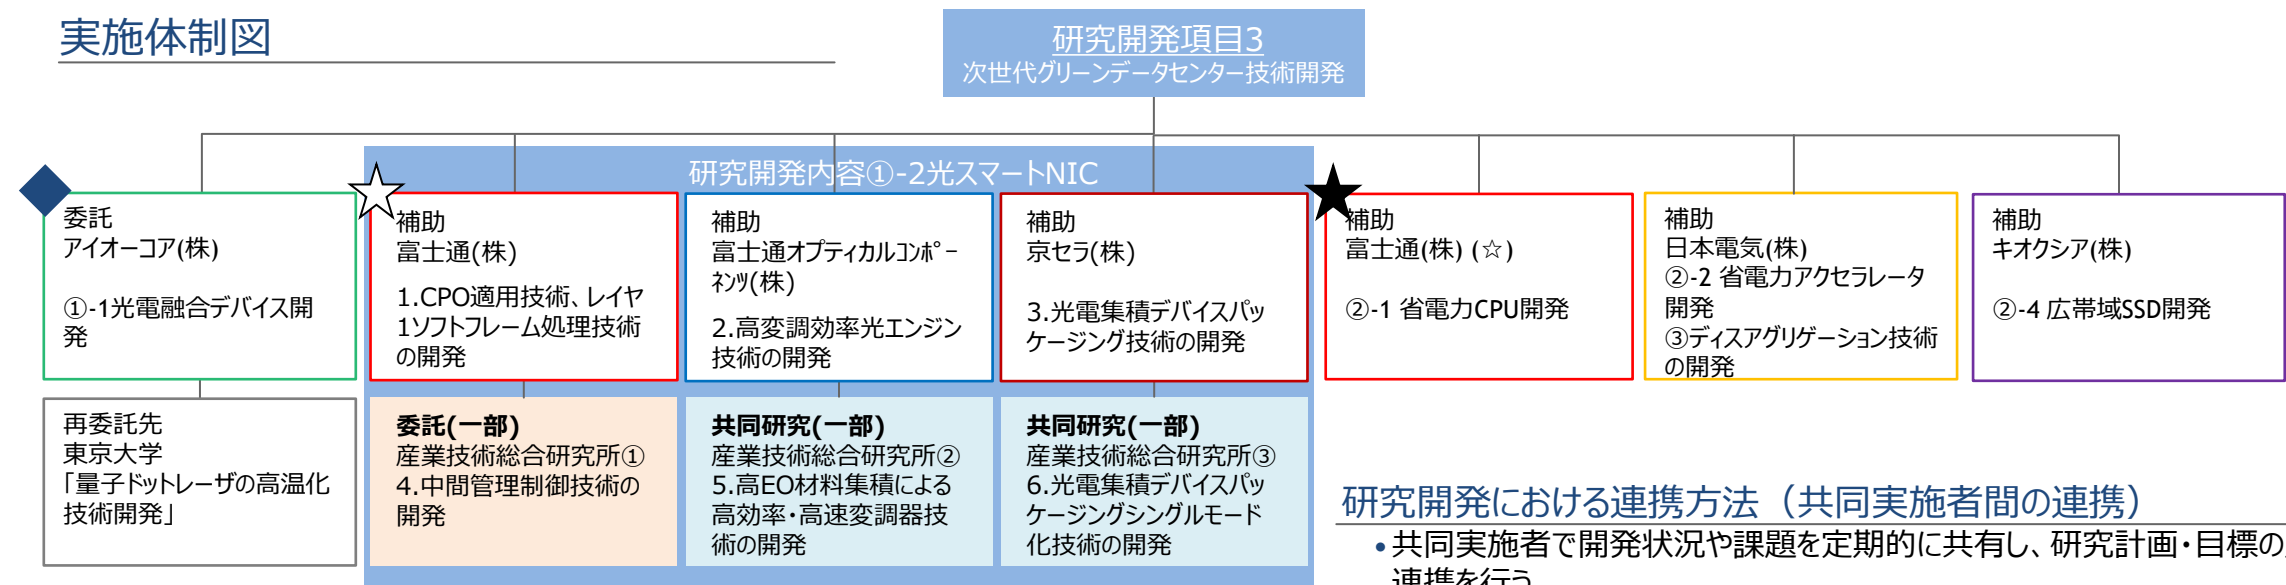 実施体制図
研究開発項目3
次世代グリーンデータセンター技術開発
研究開発内容①-2光スマートNIC
委託
アイオーコア(株)
①-1光電融合デバイス開
発
補助
富士通(株)
1.CPO適用技術、レイヤ
1ソフトフレーム処理技術
の開発
補助
富士通オプティカルコンポー
ネンツ(株)
2.高変調効率光エンジン
技術の開発
補助
京セラ(株)
3.光電集積デバイスパッ
ケージング技術の開発
補助
富士通(株) (☆)
②-1 省電力CPU開発
補助
日本電気(株)
②-2 省電力アクセラレータ
開発
③ディスアグリゲーション技術
の開発
補助
キオクシア(株)
②-4 広帯域SSD開発
再委託先
東京大学
「量子ドットレーザの高温化
技術開発」
委託(一部)
産業技術総合研究所①
4.中間管理制御技術の
開発
共同研究(一部)
産業技術総合研究所②
5.高EO材料集積による
高効率・高速変調器技
術の開発
共同研究(一部)
産業技術総合研究所③
6.光電集積デバイスパッ
ケージングシングルモード
化技術の開発
研究開発における連携方法（共同実施者間の連携）
•共同実施者で開発状況や課題を定期的に共有し、研究計画・目標の
連携を行う